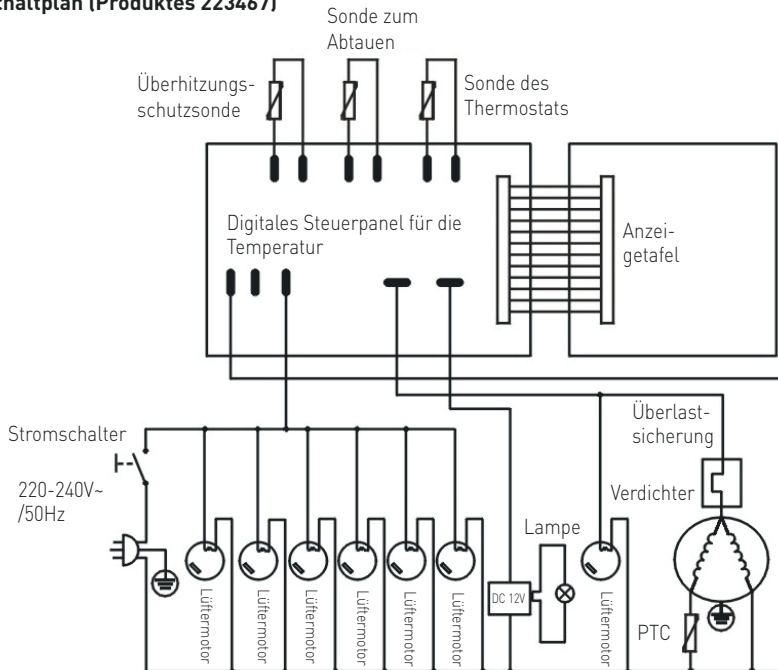 haltplan (Produktes 223467)
Sonde zum
Abtauen
Überhitzungs-
schutzsonde
Sonde des
Thermostats
Digitales Steuerpanel für die
Temperatur
Anzei-
getafel
Stromschalter
220-240V~
/50Hz
Überlast-
sicherung
Verdichter
Lampe
DC 12V
Lüftermotor
Lüftermotor
Lüftermotor
Lüftermotor
Lüftermotor
Lüftermotor
Lüftermotor
PTC